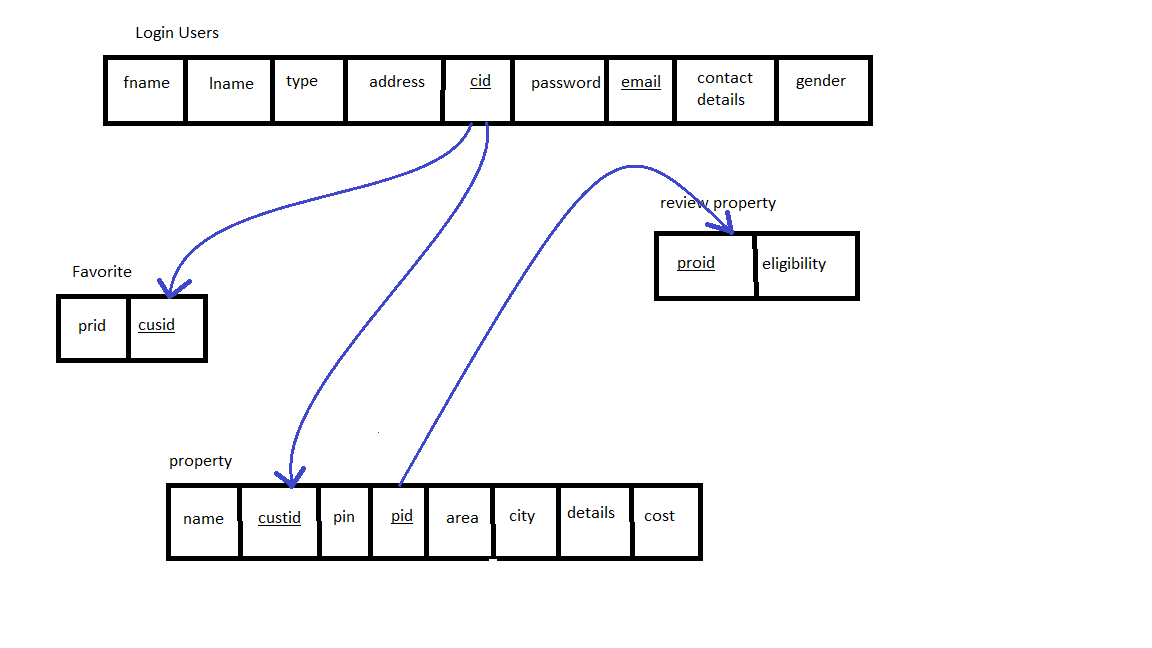 Login Users
fname lname type address cid password email contact details gender
review property
proid eligibility
Favorite
prid cusid
property
name custid pin pid area city details cost